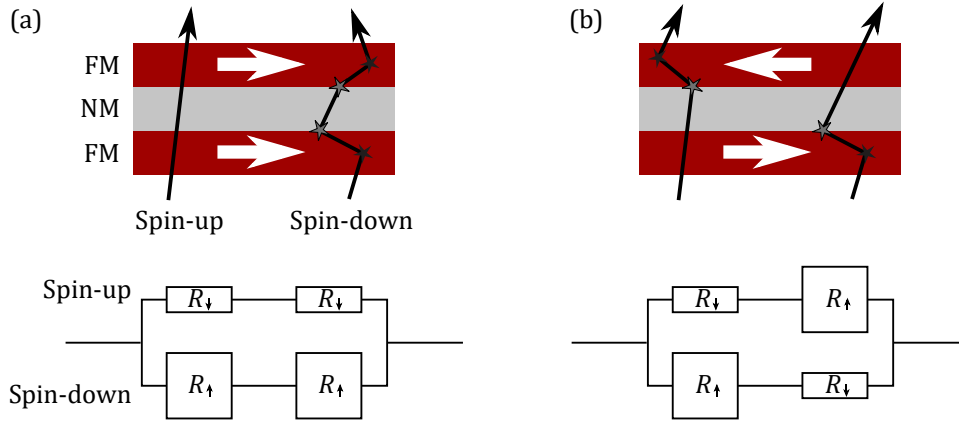 (a)
FM
NM
FM
Spin-up
Spin-down
(b)
Spin-up
R↓
R↓
Spin-down
R↑
R↑
R↓
R↑
R↑
R↓